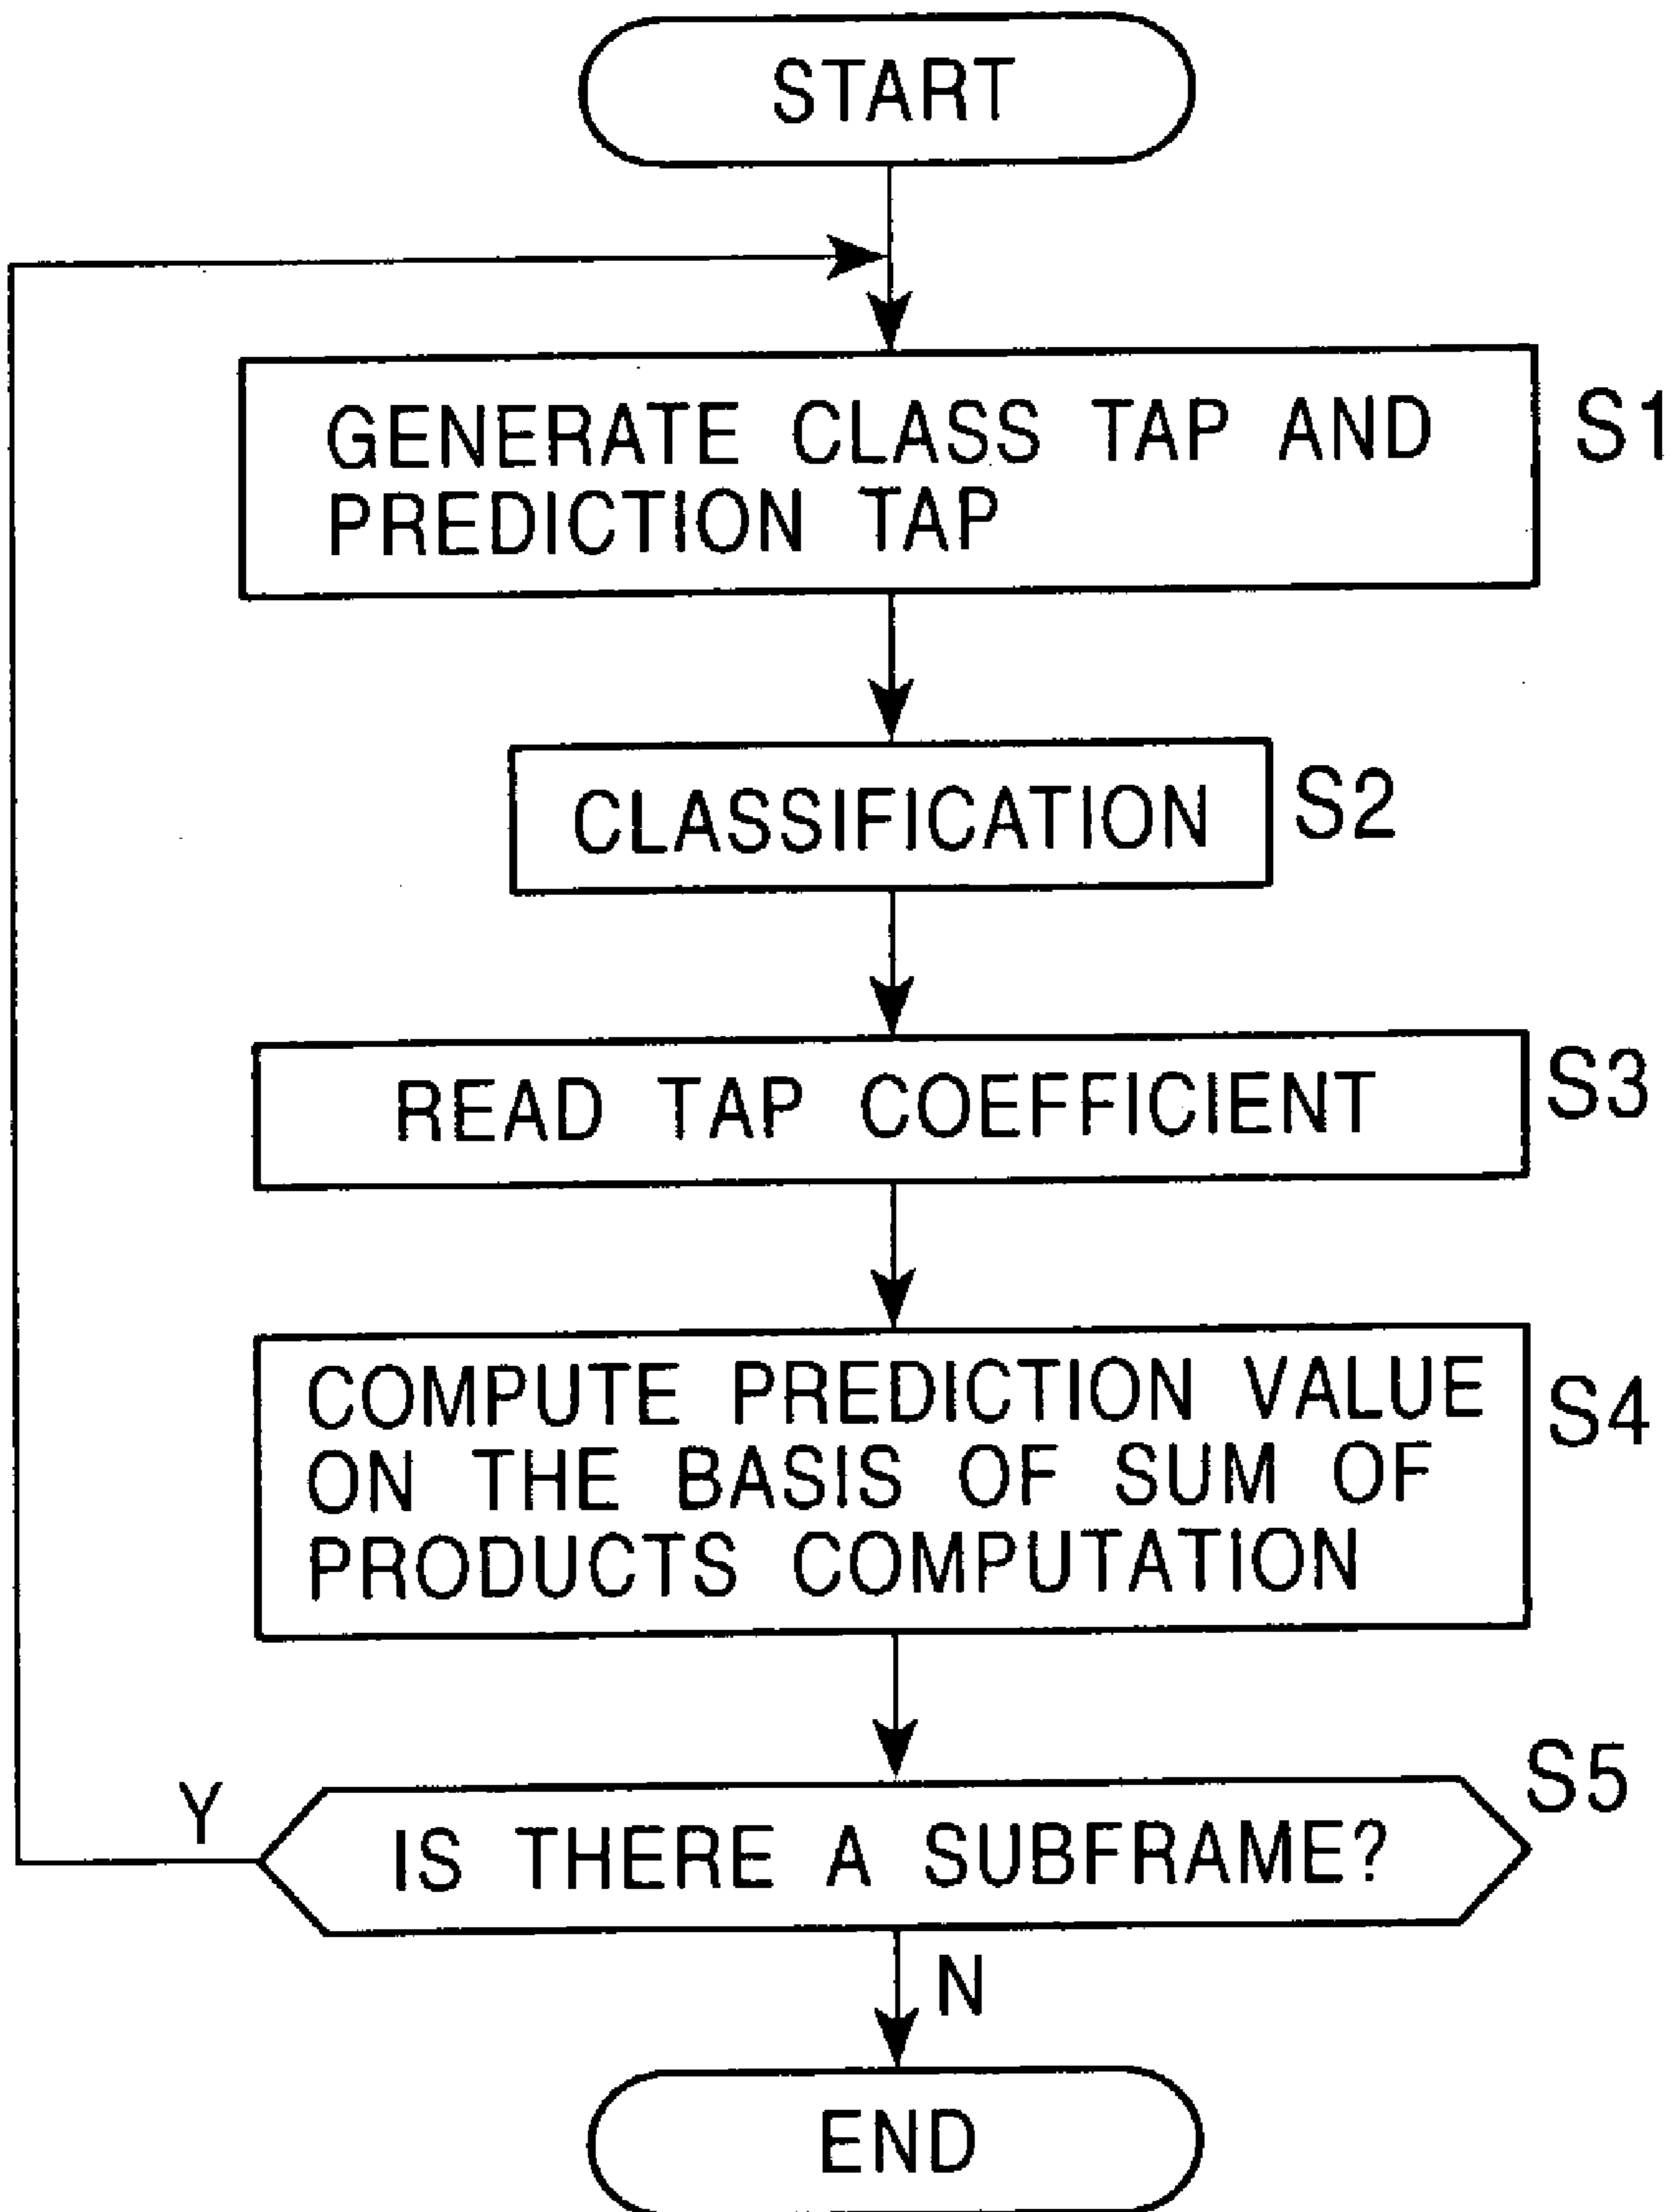 START
GENERATE CLASS TAP AND
PREDICTION TAP
S1
CLASSIFICATION
S2
READ TAP COEFFICIENT
S3
COMPUTE PREDICTION VALUE
ON THE BASIS OF SUM OF
PRODUCTS COMPUTATION
S4
IS THERE A SUBFRAME?
S5
Y
N
END